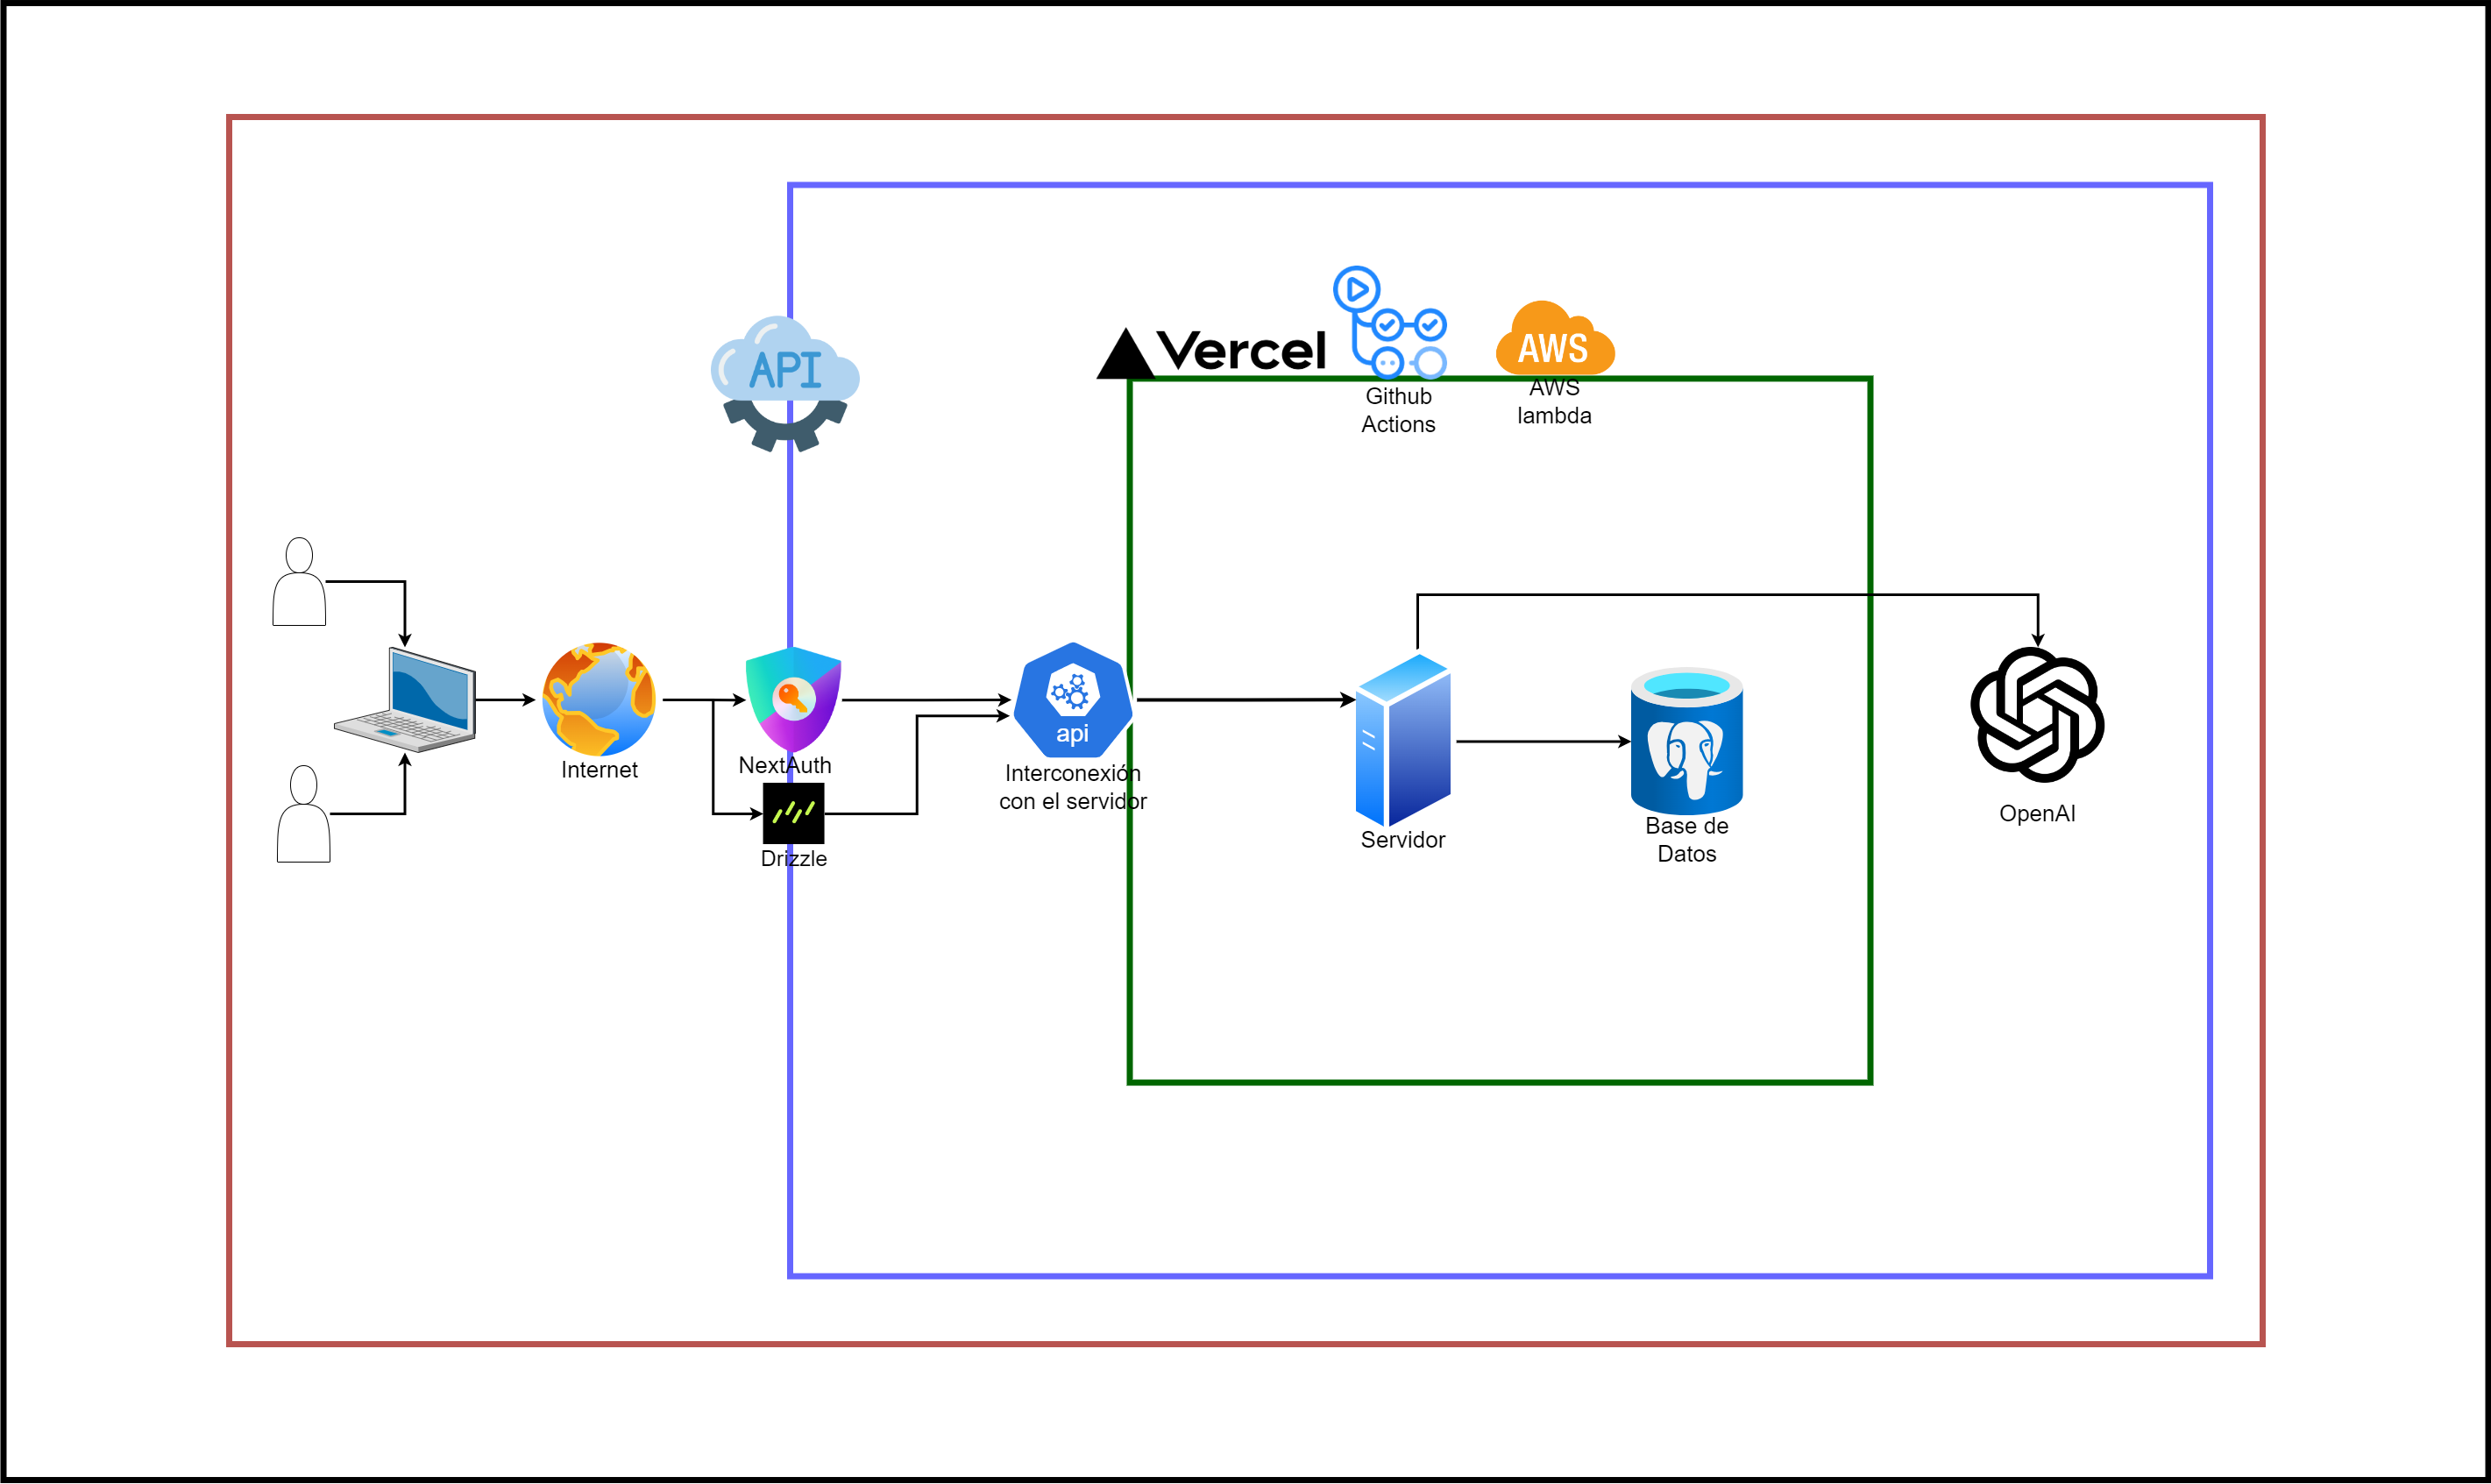 API
Vercel
Github
Actions
AWS
AWS
lambda
Internet
NextAuth
Drizzle
api
Interconexión
con el servidor
Servidor
Base de
Datos
OpenAI